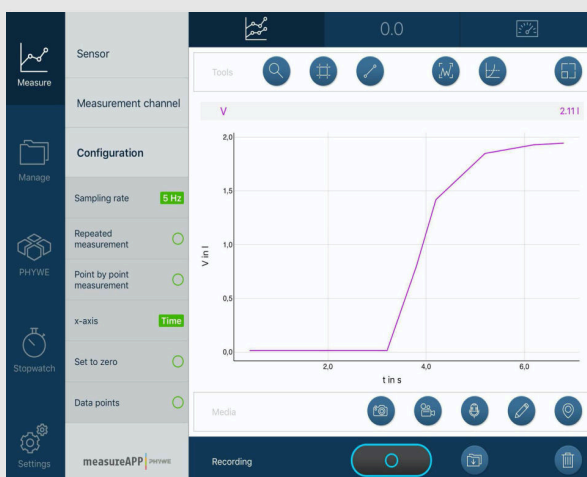 0.0
Measure
Manage
PHYWE
Stopwatch
Settings
Sensor
Measurement channel
Configuration
Sampling rate 5 Hz
Repeated
measurement
Point by point
measurement
x-axis Time
Set to zero
Data points
measureAPP PHYWE
Tools
V 2.11 l
2,0
1,5
1,0
0,5
0,0
V in l
2,0 4,0 6,0
t in s
Media
Recording